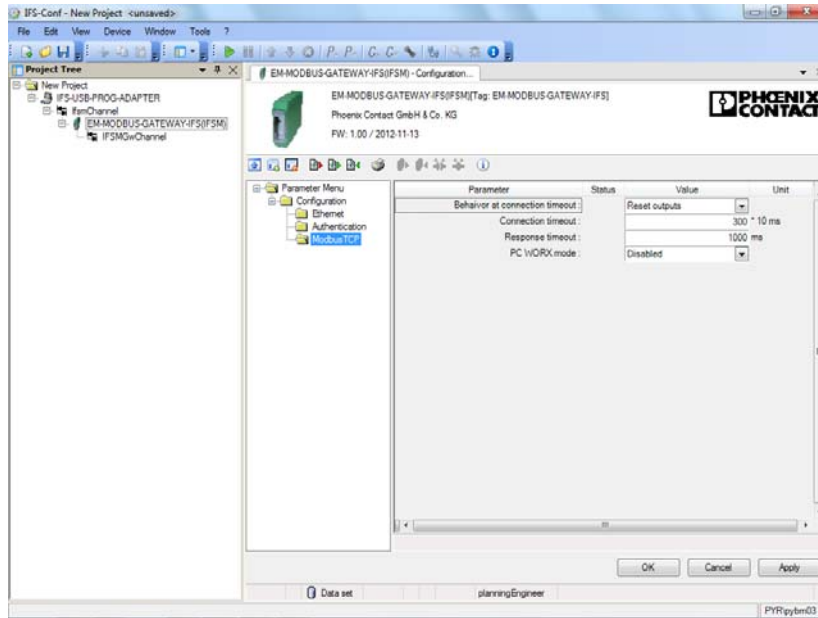 IFS-Conf - New Project <unsaved>
File Edit View Device Window Tools ?
Project Tree
New Project
IFS-USB-PROG-ADAPTER
IfsmChannel
EM-MODBUS-GATEWAY-IFS(IFSM)
IFSMGwChannel
EM-MODBUS-GATEWAY-IFS(IFSM) - Configuration...
EM-MODBUS-GATEWAY-IFS(IFSM)[Tag: EM-MODBUS-GATEWAY-IFS]
Phoenix Contact GmbH & Co. KG
FW: 1.00 / 2012-11-13
PHŒNIX
CONTACT
Parameter Menu
Configuration
Ethernet
Authentication
ModbusTCP
Parameter Status Value Unit
Behaivor at connection timeout : Reset outputs
Connection timeout : 300 * 10 ms
Response timeout : 1000 ms
PC WORX mode : Disabled
OK Cancel Apply
Data set planningEngineer
PYR\pybm03